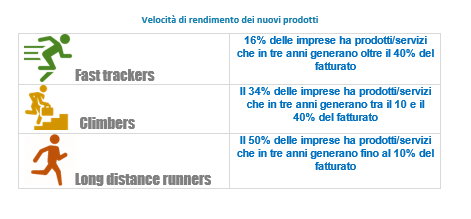 Velocità di rendimento dei nuovi prodotti
Fast trackers
16% delle imprese ha prodotti/servizi
che in tre anni generano oltre il 40% del
fatturato
Climbers
Il 34% delle imprese ha prodotti/servizi
che in tre anni generano tra il 10 e il
40% del fatturato
Long distance runners
Il 50% delle imprese ha prodotti/servizi
che in tre anni generano fino al 10% del
fatturato